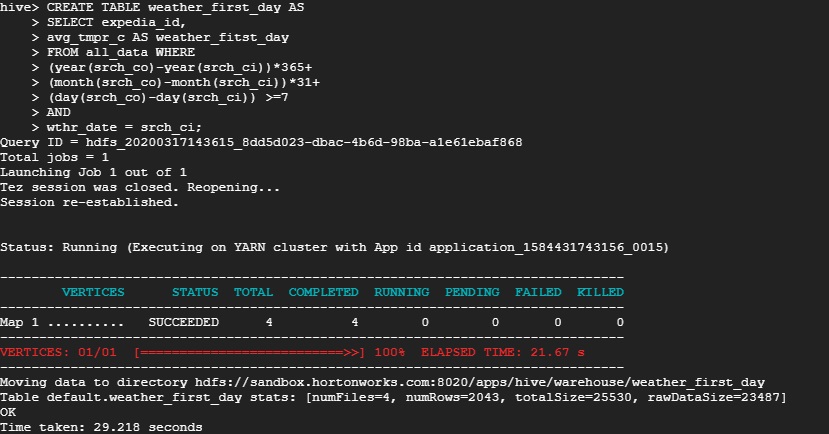 hive> CREATE TABLE weather_first_day AS
    > SELECT expedia_id,
    > avg_tmpr_c AS weather_fitst_day
    > FROM all_data WHERE
    > (year(srch_co)-year(srch_ci))*365+
    > (month(srch_co)-month(srch_ci))*31+
    > (day(srch_co)-day(srch_ci)) >=7
    > AND
    > wthr_date = srch_ci;
Query ID = hdfs_20200317143615_8dd5d023-dbac-4b6d-98ba-a1e61ebaf868
Total jobs = 1
Launching Job 1 out of 1
Tez session was closed. Reopening...
Session re-established.
Status: Running (Executing on YARN cluster with App id application_1584431743156_0015)
--------------------------------------------------------------------------------
        VERTICES      STATUS  TOTAL  COMPLETED  RUNNING  PENDING  FAILED  KILLED
--------------------------------------------------------------------------------
Map 1 ..........   SUCCEEDED      4          4        0        0       0       0
--------------------------------------------------------------------------------
VERTICES: 01/01  [==========================>>] 100%  ELAPSED TIME: 21.67 s
--------------------------------------------------------------------------------
Moving data to directory hdfs://sandbox.hortonworks.com:8020/apps/hive/warehouse/weather_first_day
Table default.weather_first_day stats: [numFiles=4, numRows=2043, totalSize=25530, rawDataSize=23487]
OK
Time taken: 29.218 seconds